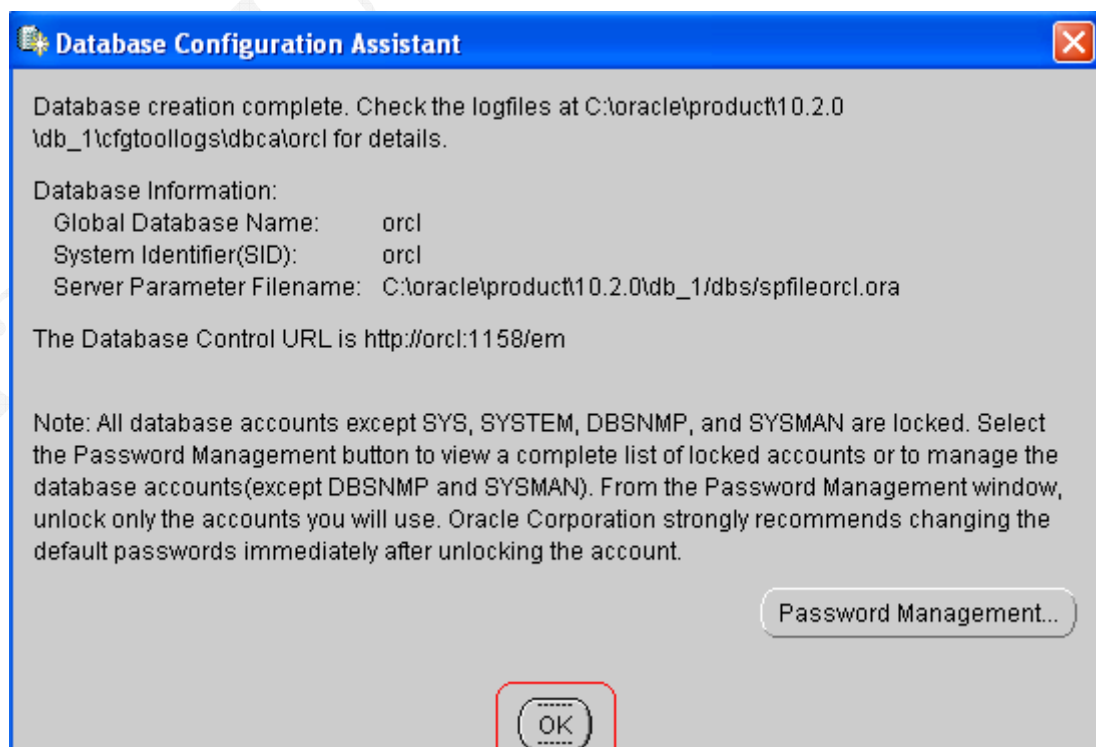 Database Configuration Assistant
Database creation complete. Check the logfiles at C:\oracle\product\10.2.0
\db_1\cfgtoollogs\dbca\orcl for details.
Database Information:
Global Database Name: orcl
System Identifier(SID): orcl
Server Parameter Filename: C:\oracle\product\10.2.0\db_1/dbs/spfileorcl.ora
The Database Control URL is http://orcl:1158/em
Note: All database accounts except SYS, SYSTEM, DBSNMP, and SYSMAN are locked. Select
the Password Management button to view a complete list of locked accounts or to manage the
database accounts(except DBSNMP and SYSMAN). From the Password Management window,
unlock only the accounts you will use. Oracle Corporation strongly recommends changing the
default passwords immediately after unlocking the account.
Password Management...
OK